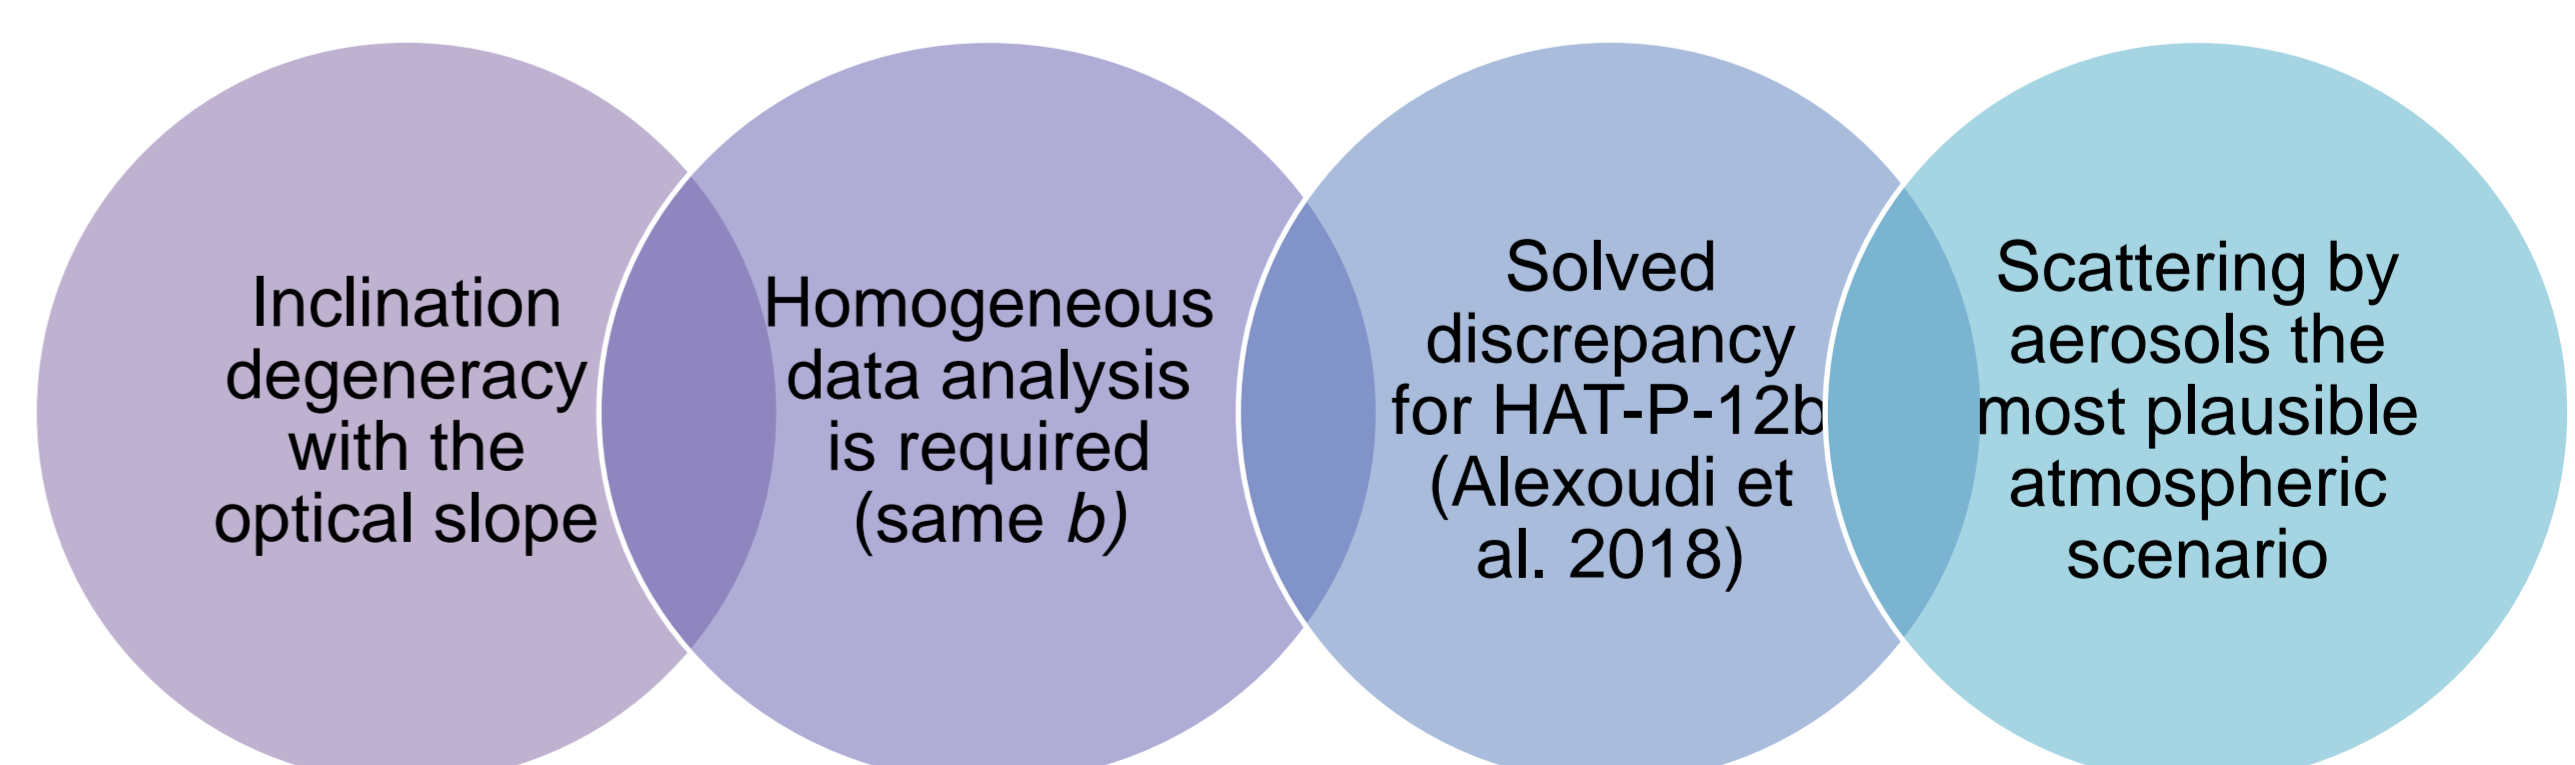 Inclination
degeneracy
with the
optical slope
Homogeneous
data analysis
is required
(same b)
Solved
discrepancy
for HAT-P-12b
(Alexoudi et
al. 2018)
Scattering by
aerosols the
most plausible
atmospheric
scenario